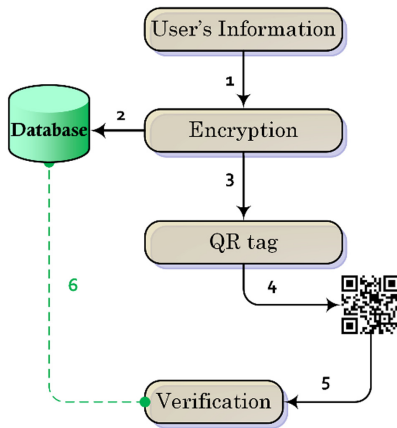 User's Information
1
2
Database
Encryption
3
QR tag
4
6
5
Verification